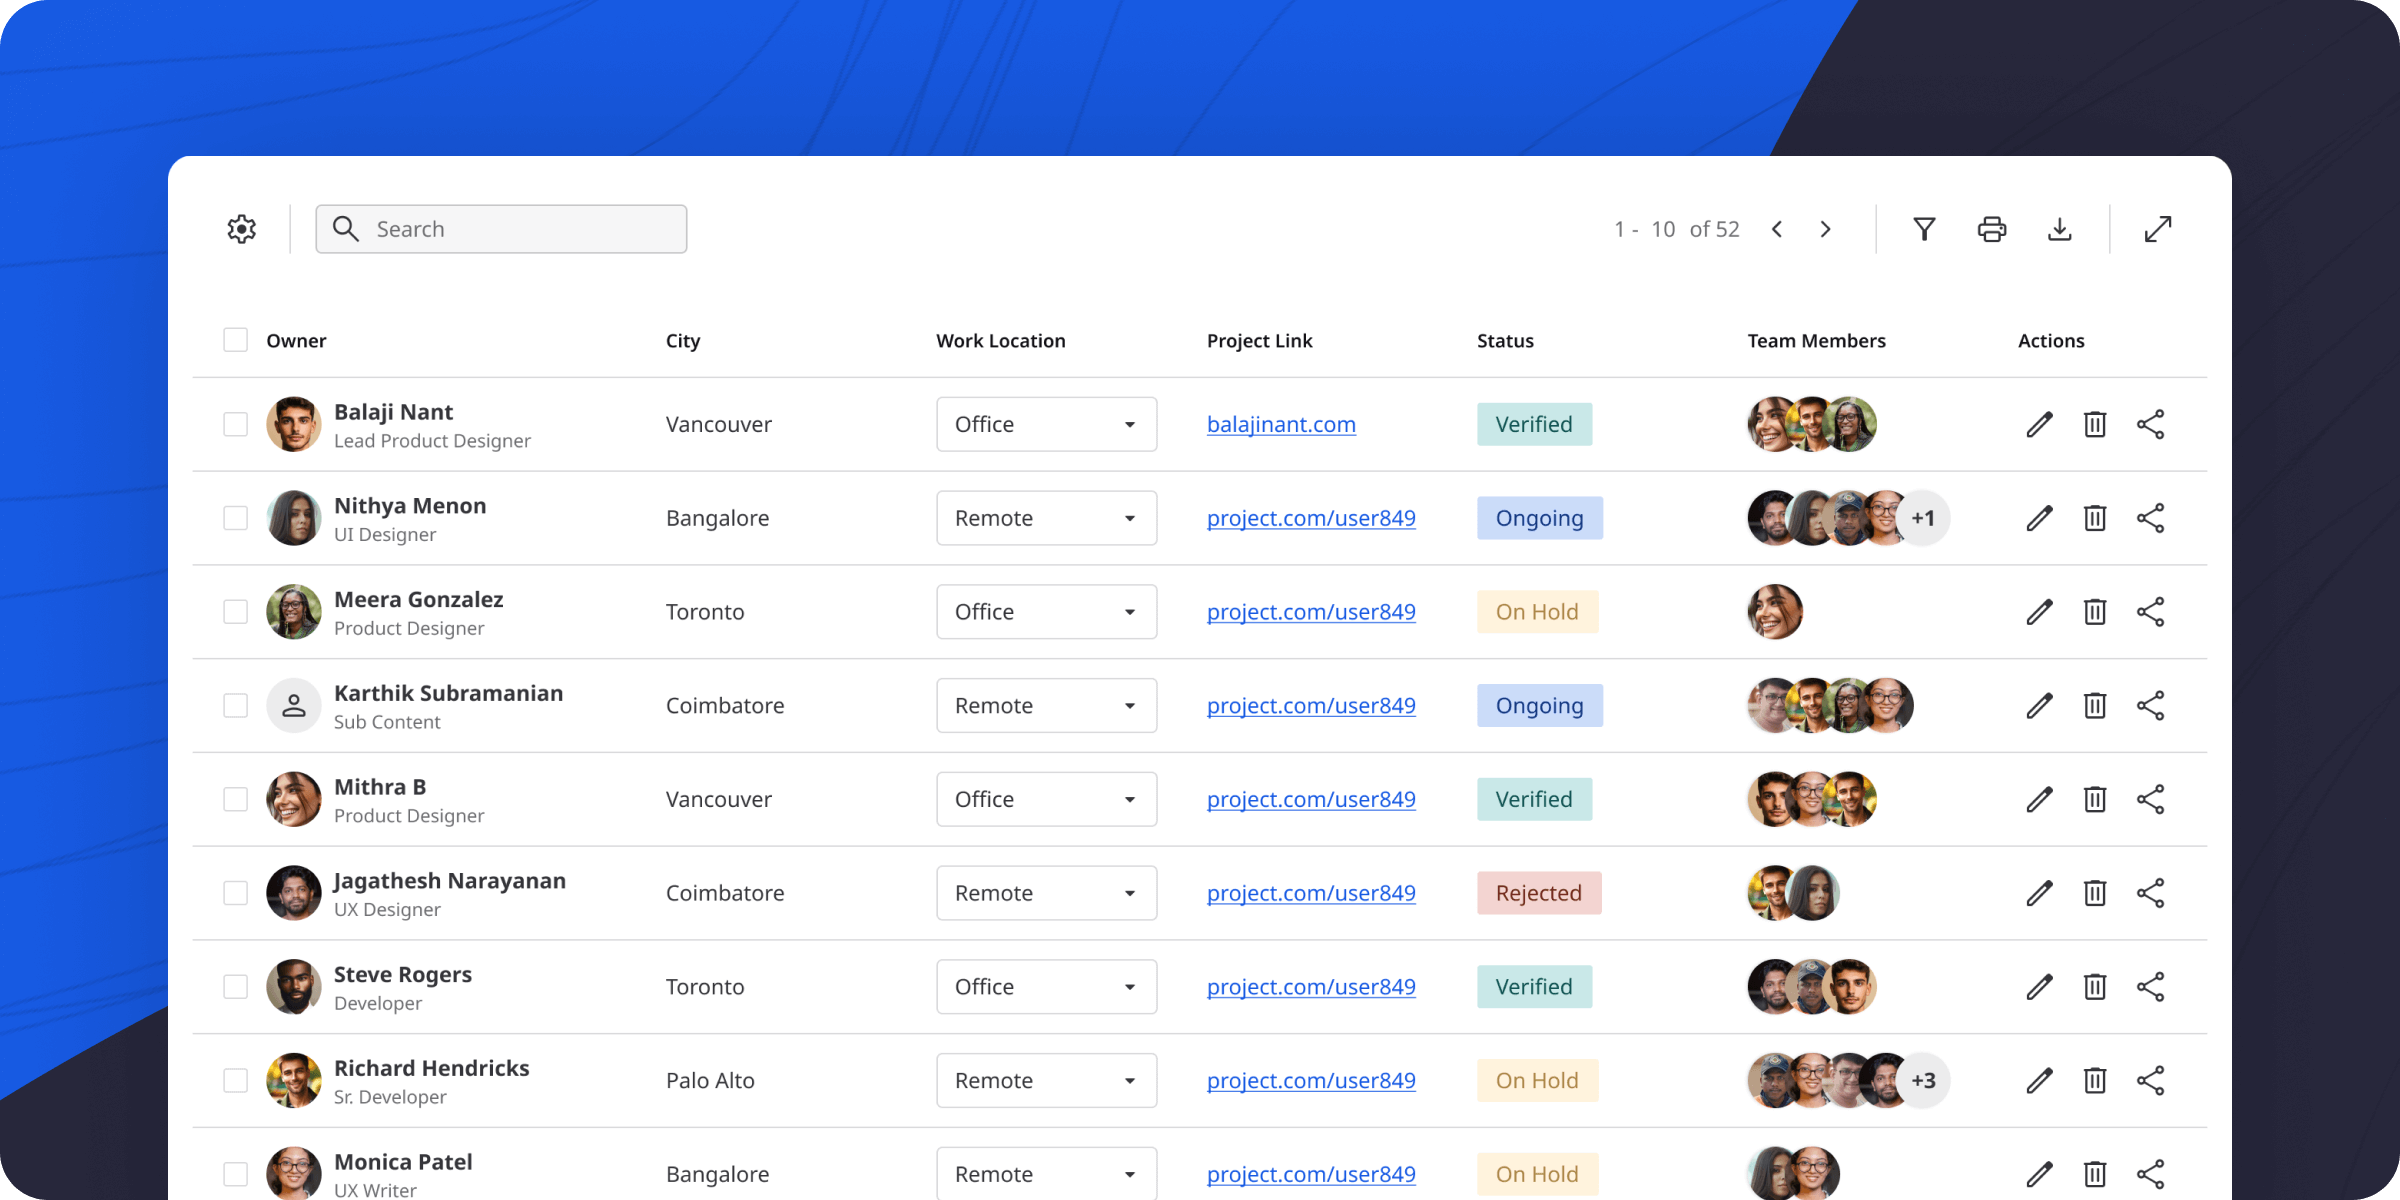 Search
1 - 10 of 52
Owner City Work Location Project Link Status Team Members Actions
Balaji Nant
Lead Product Designer
Vancouver Office balajinant.com Verified
Nithya Menon
UI Designer
Bangalore Remote project.com/user849 Ongoing +1
Meera Gonzalez
Product Designer
Toronto Office project.com/user849 On Hold
Karthik Subramanian
Sub Content
Coimbatore Remote project.com/user849 Ongoing
Mithra B
Product Designer
Vancouver Office project.com/user849 Verified
Jagathesh Narayanan
UX Designer
Coimbatore Remote project.com/user849 Rejected
Steve Rogers
Developer
Toronto Office project.com/user849 Verified
Richard Hendricks
Sr. Developer
Palo Alto Remote project.com/user849 On Hold +3
Monica Patel
UX Writer
Bangalore Remote project.com/user849 On Hold